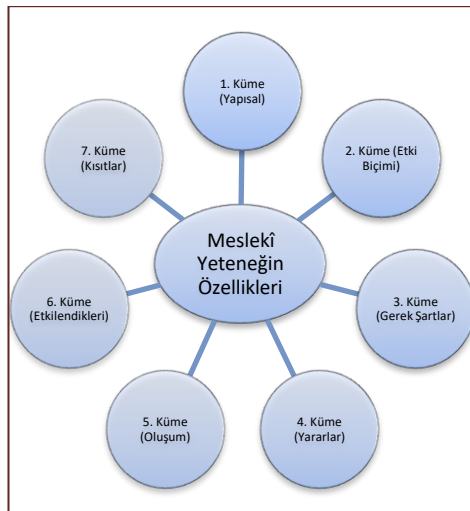 1. Küme
(Yapısal)
2. Küme (Etki
Biçimi)
3. Küme
(Gerek Şartlar)
4. Küme
(Yararlar)
5. Küme
(Oluşum)
6. Küme
(Etkilendikleri)
7. Küme
(Kısıtlar)
Meslekî
Yeteneğin
Özellikleri